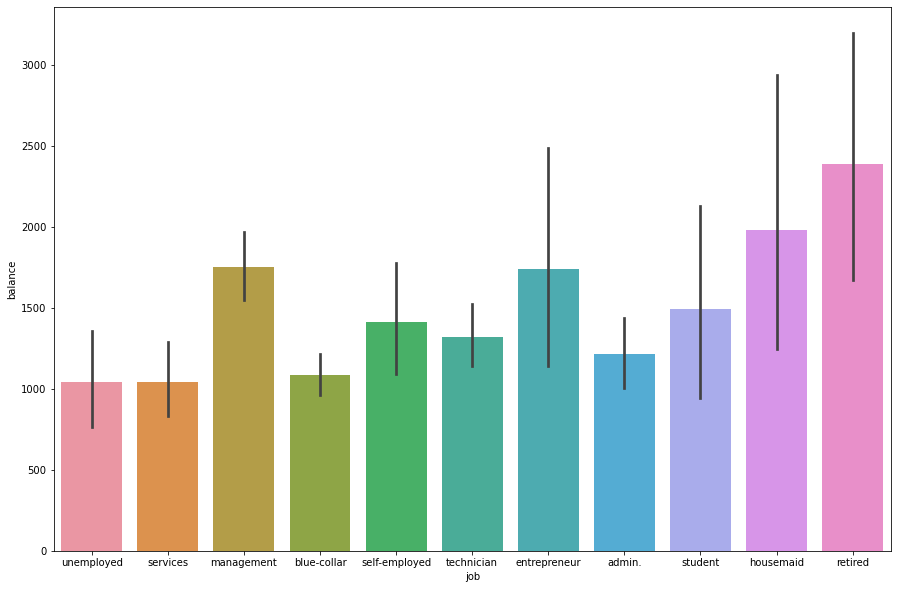 3000
2500
2000
1500
1000
500
0
balance
unemployed services management blue-collar self-employed technician entrepreneur admin. student housemaid retired
job